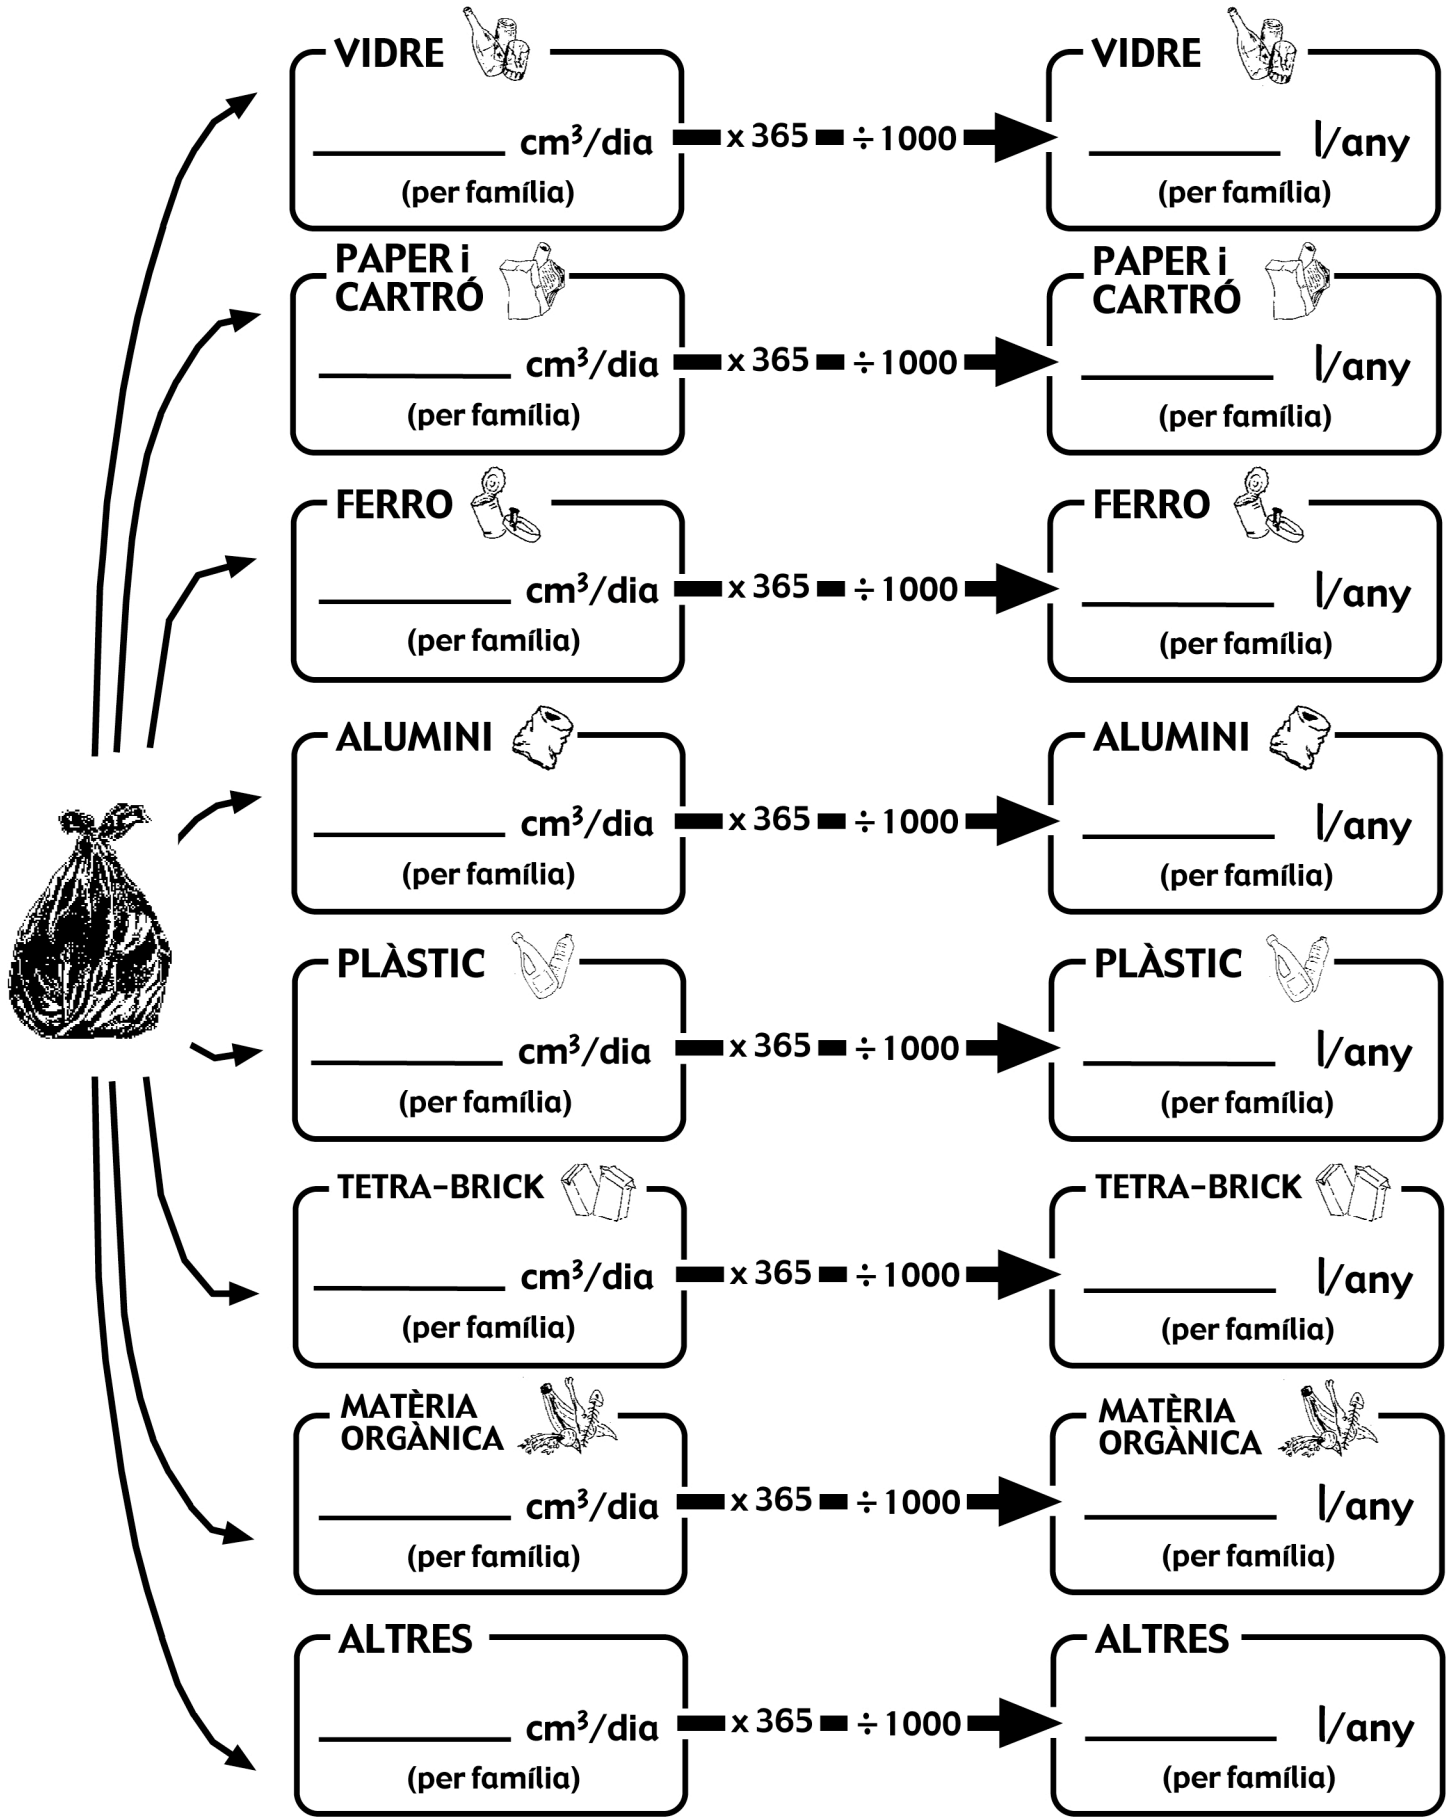 VIDRE
VIDRE
cm³/dia x 365 ÷ 1000 l/any
(per família)
(per família)
PAPER i
CARTRÓ
PAPER i
CARTRÓ
cm³/dia x 365 ÷ 1000 l/any
(per família)
(per família)
FERRO
FERRO
cm³/dia x 365 ÷ 1000 l/any
(per família)
(per família)
ALUMINI
ALUMINI
cm³/dia x 365 ÷ 1000 l/any
(per família)
(per família)
PLÀSTIC
PLÀSTIC
cm³/dia x 365 ÷ 1000 l/any
(per família)
(per família)
TETRA-BRICK
TETRA-BRICK
cm³/dia x 365 ÷ 1000 l/any
(per família)
(per família)
MATÈRIA
ORGÀNICA
MATÈRIA
ORGÀNICA
cm³/dia x 365 ÷ 1000 l/any
(per família)
(per família)
ALTRES
ALTRES
cm³/dia x 365 ÷ 1000 l/any
(per família)
(per família)